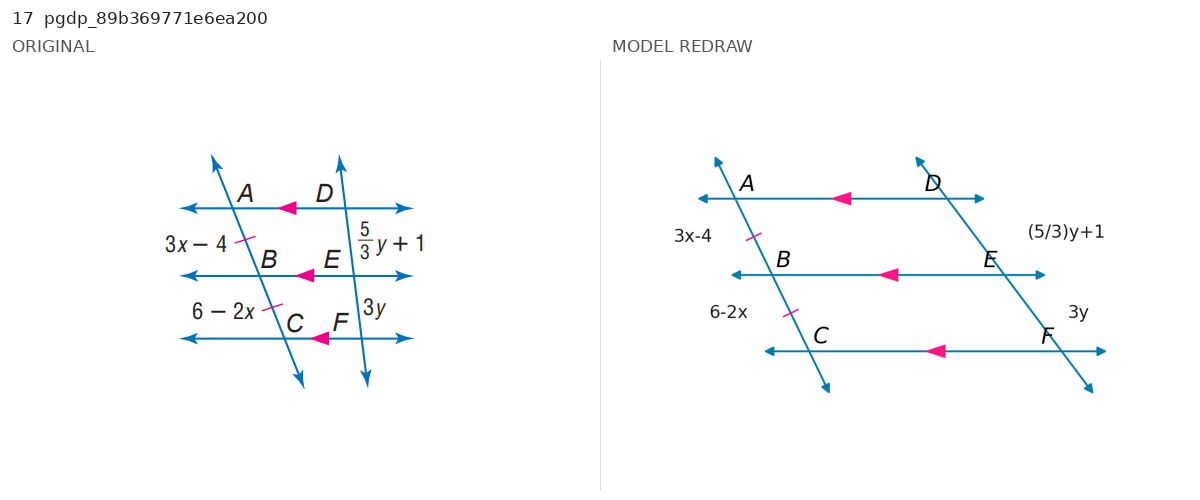 17 pgdp_89b369771e6ea200
ORIGINAL
MODEL REDRAW
A D
3x – 4
5/3 y + 1
B E
6 – 2x
3y
C F
A D
3x-4
(5/3)y+1
B E
6-2x
3y
C F